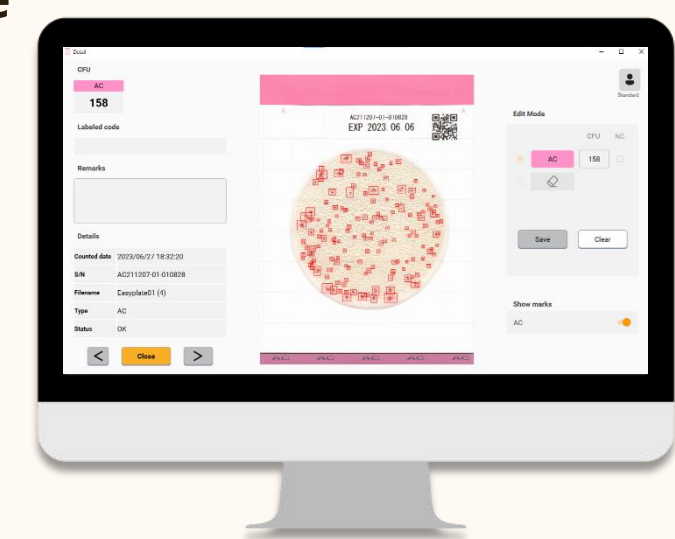 Detail
CFU
AC
158
Labeled code
Remarks
Details
Counted date 2023/06/27 18:32:20
S/N AC211207-01-010828
Filename Easyplate01 (4)
Type AC
Status OK
< Close >
A A
AC211207-01-010828
EXP 2023. 06. 06
AC AC AC AC AC
Standard
Edit Mode
CFU NC
AC 158
Save Clear
Show marks
AC